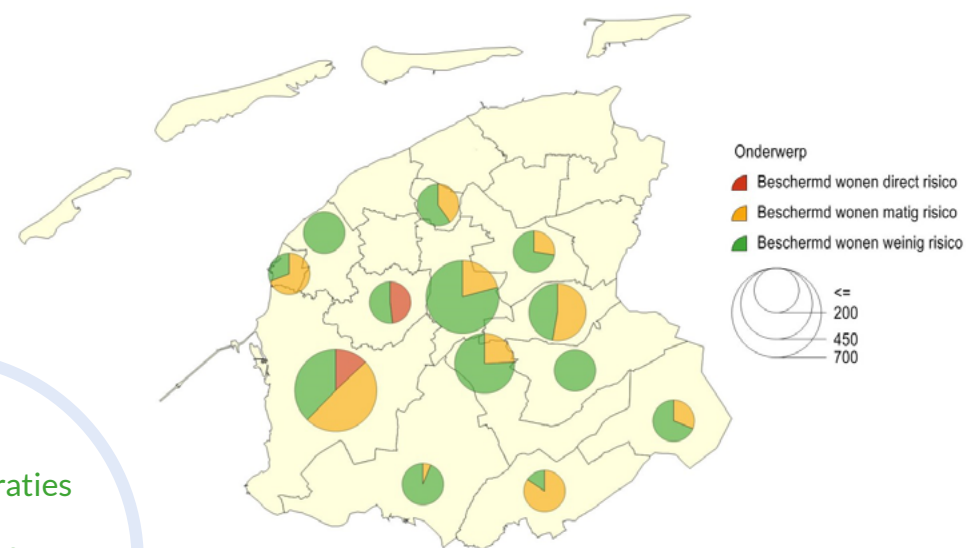 Onderwerp
Beschermd wonen direct risico
Beschermd wonen matig risico
Beschermd wonen weinig risico
<=
200
450
700
raties